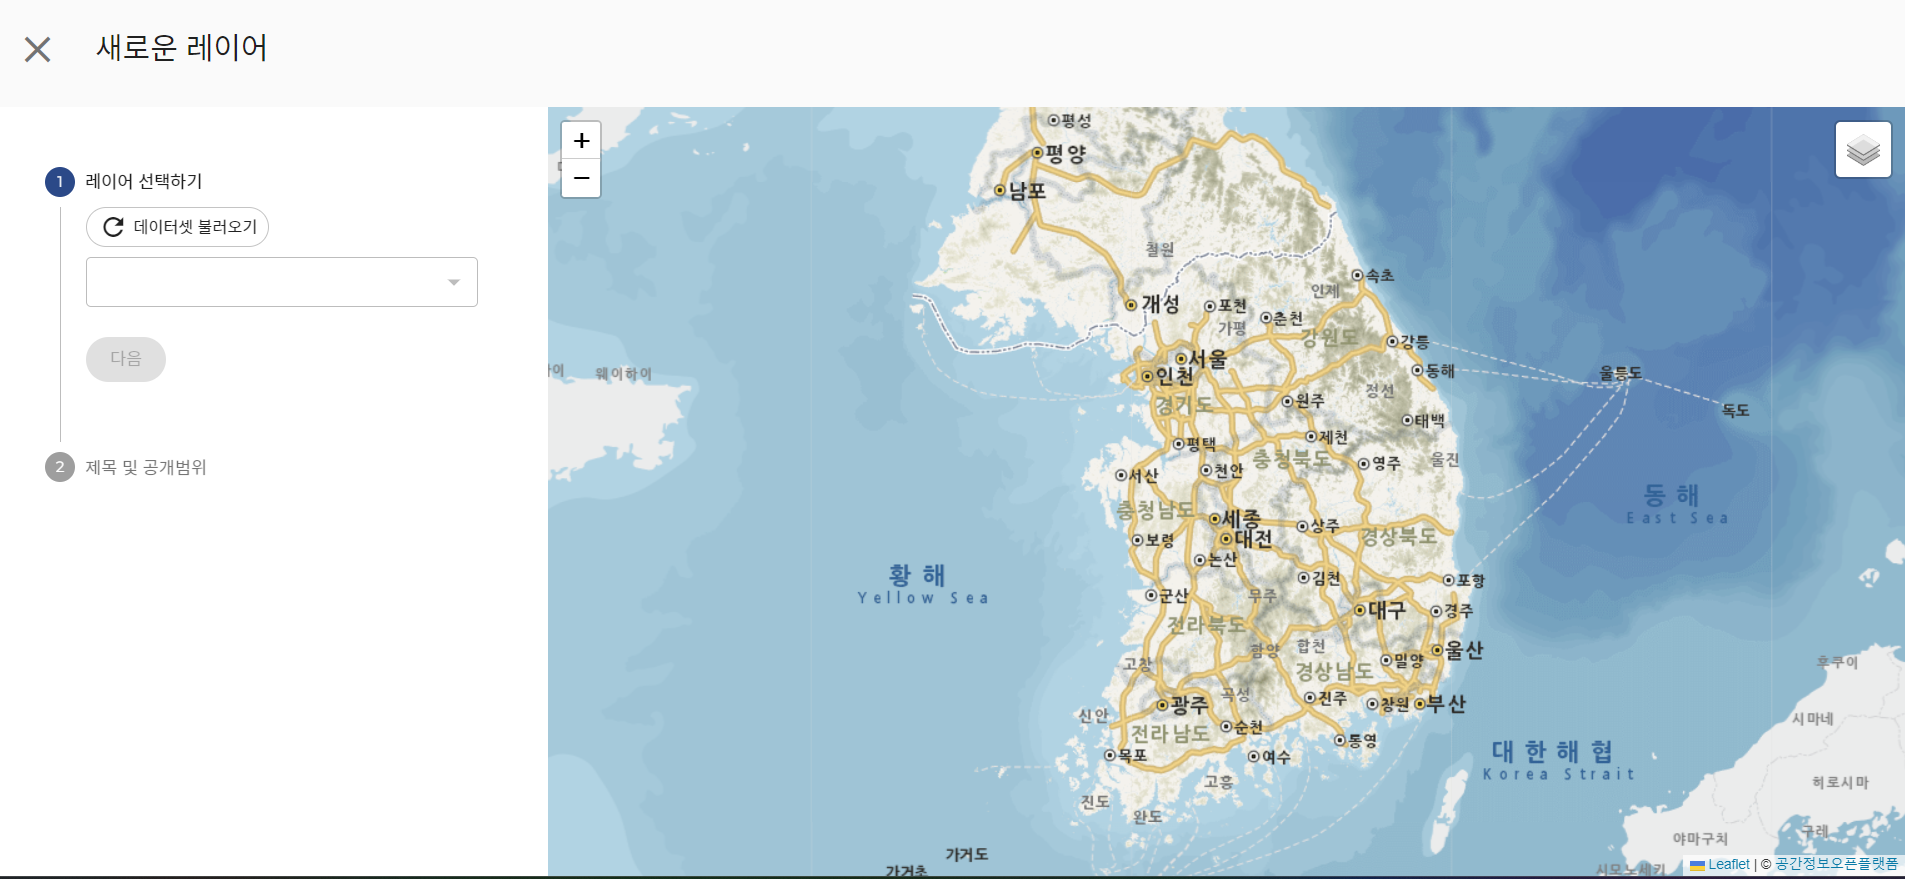 새로운 레이어
1 레이어 선택하기
데이터셋 불러오기
다음
2 제목 및 공개범위
+
−
평성
평양
남포
철원
개성
포천
속초
인제
춘천
가평
강원도
강릉
서울
인천
동해
경기도
정선
원주
태백
울릉도
독도
웨이하이
평택
제천
충청북도
영주
울진
서산
천안
충청남도
세종
상주
경상북도
대전
보령
논산
동해
East Sea
황해
Yellow Sea
김천
포항
군산
무주
대구
경주
전라북도
함양
합천
울산
고창
경상남도
밀양
곡성
진주
창원
부산
광주
신안
순천
전라남도
통영
목포
여수
고흥
진도
완도
대한해협
Korea Strait
후쿠이
시마네
히로시마
구레
야마구치
시모노세키
가거도
가거초
Leaflet | © 공간정보오픈플랫폼